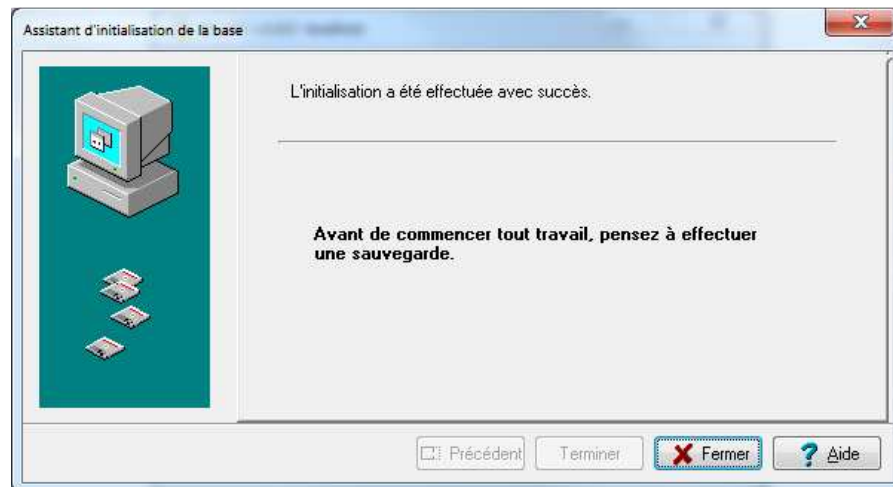 Assistant d'initialisation de la base
L'initialisation a été effectuée avec succès.
Avant de commencer tout travail, pensez à effectuer
une sauvegarde.
Précédent
Terminer
Fermer
Aide